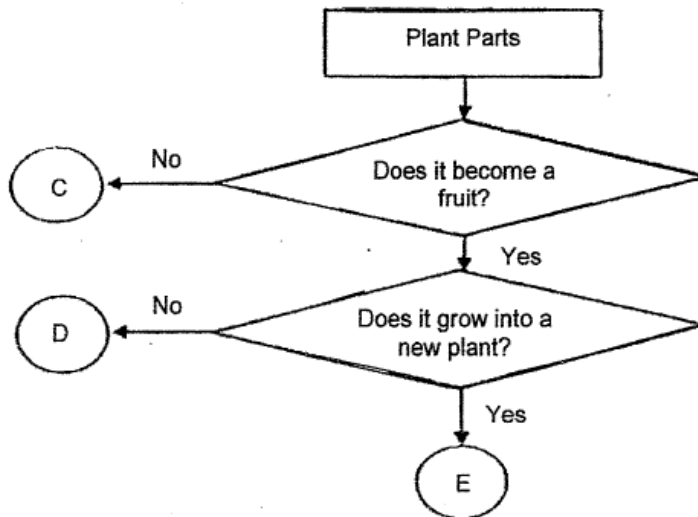 Plant Parts
No
C
Does it become a
fruit?
Yes
No
D
Does it grow into a
new plant?
Yes
E